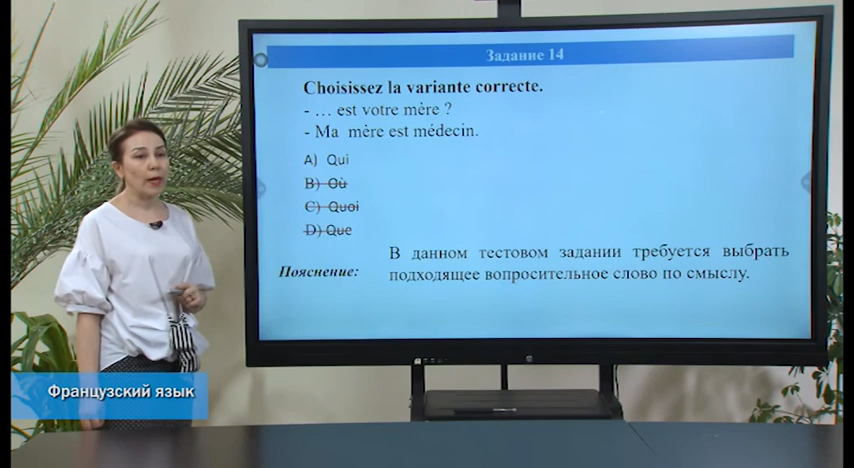 Задание 14
Choisissez la variante correcte.
- … est votre mère ?
- Ma mère est médecin.
A) Qui
B) Où
C) Quoi
D) Que
Пояснение:
В данном тестовом задании требуется выбрать
подходящее вопросительное слово по смыслу.
Французский язык